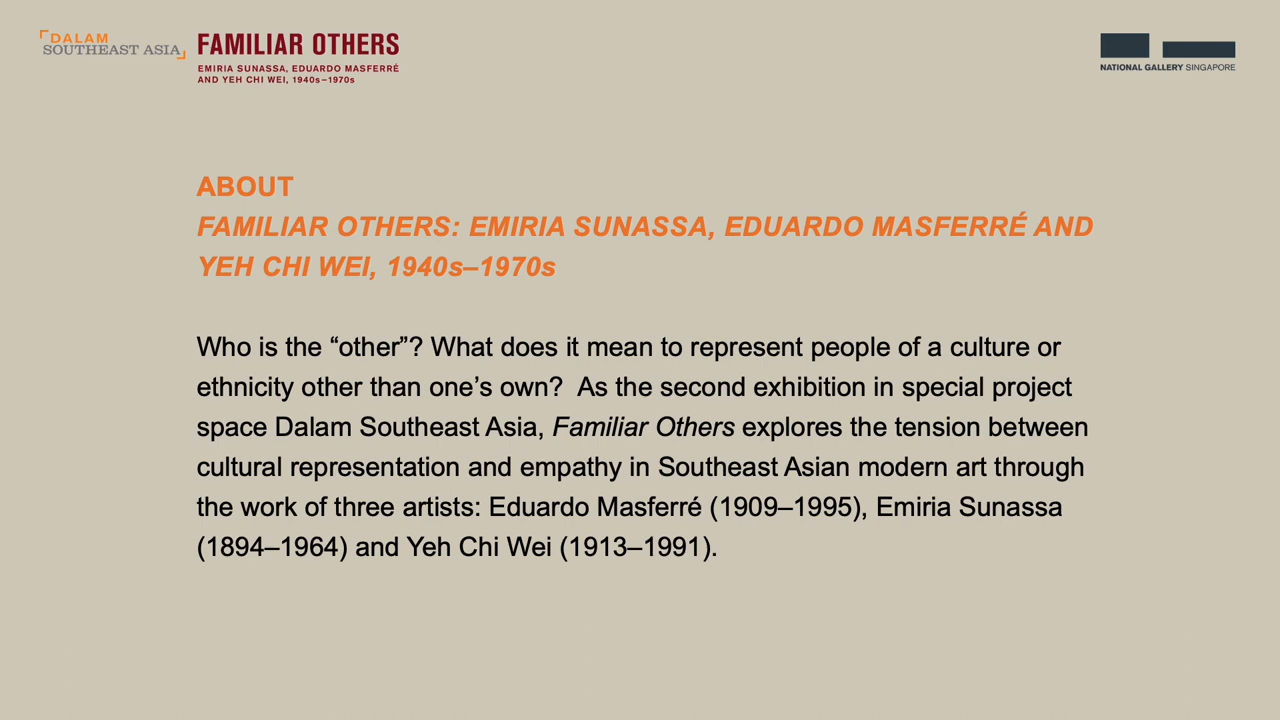 DALAM
SOUTHEAST ASIA
FAMILIAR OTHERS
EMIRIA SUNASSA, EDUARDO MASFERRÉ
AND YEH CHI WEI, 1940s–1970s
NATIONAL GALLERY SINGAPORE
ABOUT
FAMILIAR OTHERS: EMIRIA SUNASSA, EDUARDO MASFERRÉ AND
YEH CHI WEI, 1940s–1970s
Who is the “other”? What does it mean to represent people of a culture or
ethnicity other than one’s own?  As the second exhibition in special project
space Dalam Southeast Asia, Familiar Others explores the tension between
cultural representation and empathy in Southeast Asian modern art through
the work of three artists: Eduardo Masferré (1909–1995), Emiria Sunassa
(1894–1964) and Yeh Chi Wei (1913–1991).